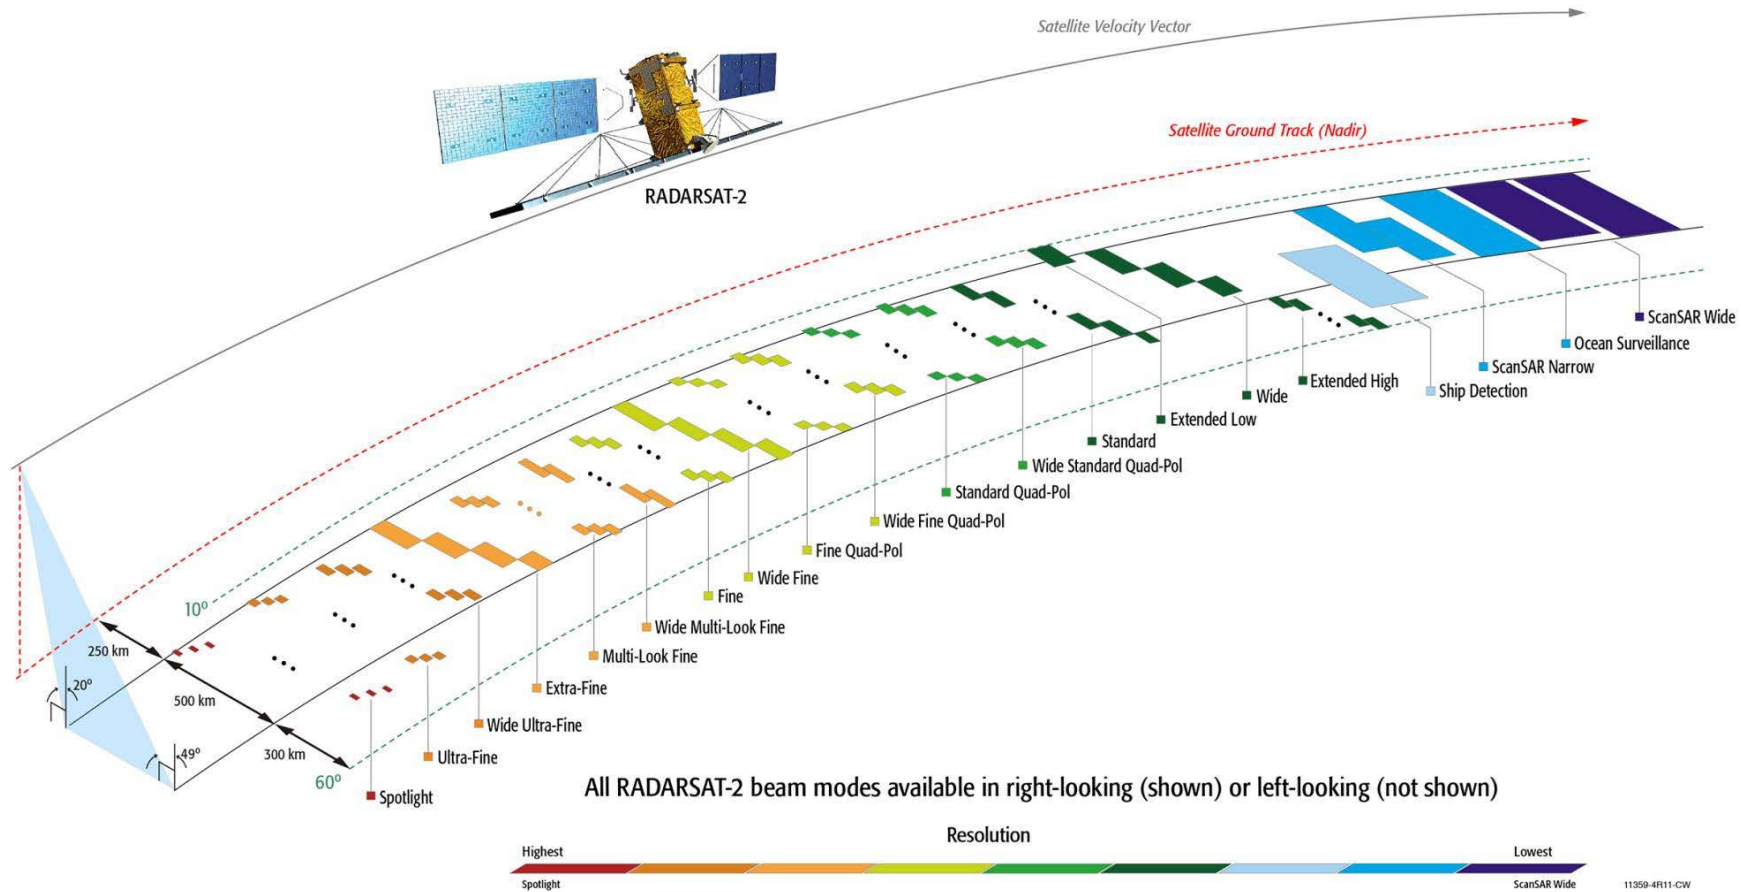 Satellite Velocity Vector
Satellite Ground Track (Nadir)
RADARSAT-2
ScanSAR Wide
Ocean Surveillance
ScanSAR Narrow
Ship Detection
Extended High
Wide
Extended Low
Standard
Wide Standard Quad-Pol
Standard Quad-Pol
Wide Fine Quad-Pol
Fine Quad-Pol
Wide Fine
Fine
Wide Multi-Look Fine
Multi-Look Fine
Extra-Fine
Wide Ultra-Fine
Ultra-Fine
Spotlight
10º
250 km
20º
500 km
49º
300 km
60º
All RADARSAT-2 beam modes available in right-looking (shown) or left-looking (not shown)
Resolution
Highest
Lowest
Spotlight
ScanSAR Wide
11359-4R11-CW